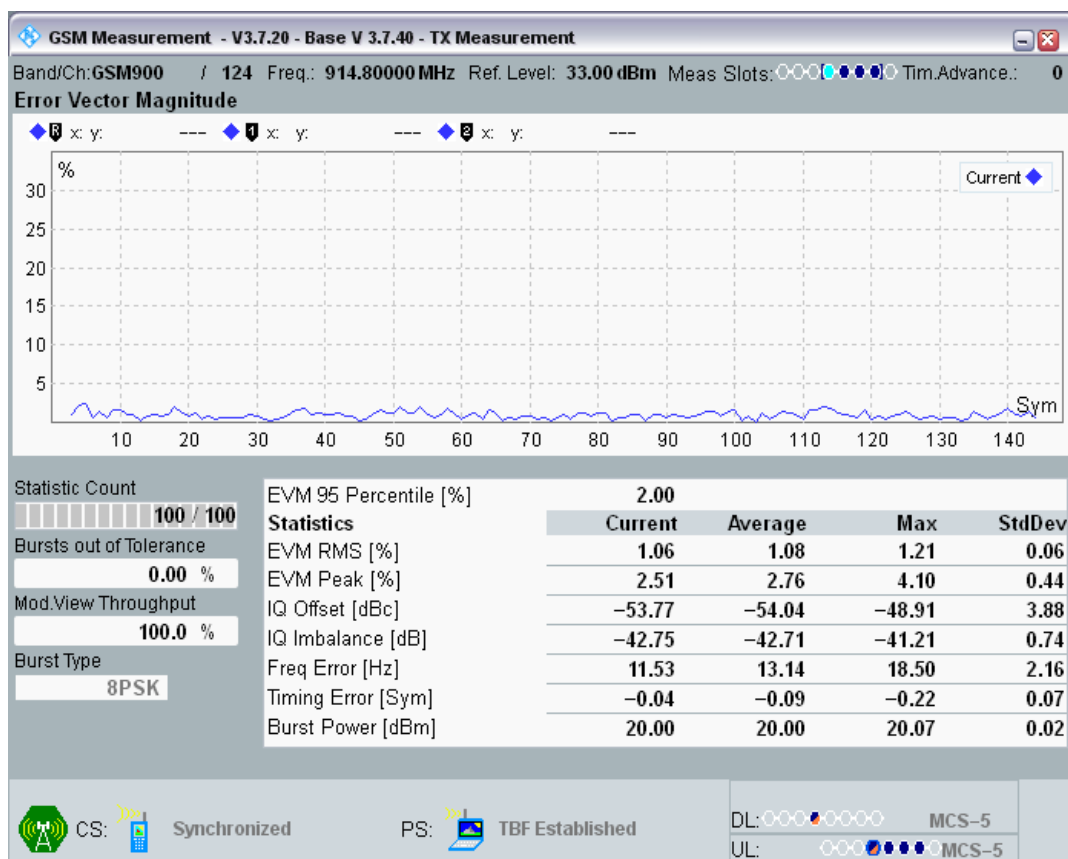 GSM Measurement - V3.7.20 - Base V 3.7.40 - TX Measurement
Band/Ch:GSM900 / 124 Freq.: 914.80000 MHz Ref. Level: 33.00 dBm Meas Slots: Tim.Advance.: 0
Error Vector Magnitude
R x: y: --- 1 x: y: --- 2 x: y: ---
%
Current
30
25
20
15
10
5
Sym
10 20 30 40 50 60 70 80 90 100 110 120 130 140
Statistic Count
100 / 100
Bursts out of Tolerance
0.00 %
Mod.View Throughput
100.0 %
Burst Type
8PSK
EVM 95 Percentile [%] 2.00
Statistics Current Average Max StdDev
EVM RMS [%] 1.06 1.08 1.21 0.06
EVM Peak [%] 2.51 2.76 4.10 0.44
IQ Offset [dBc] −53.77 −54.04 −48.91 3.88
IQ Imbalance [dB] −42.75 −42.71 −41.21 0.74
Freq Error [Hz] 11.53 13.14 18.50 2.16
Timing Error [Sym] −0.04 −0.09 −0.22 0.07
Burst Power [dBm] 20.00 20.00 20.07 0.02
CS: Synchronized PS: TBF Established
DL: MCS−5
UL: MCS−5